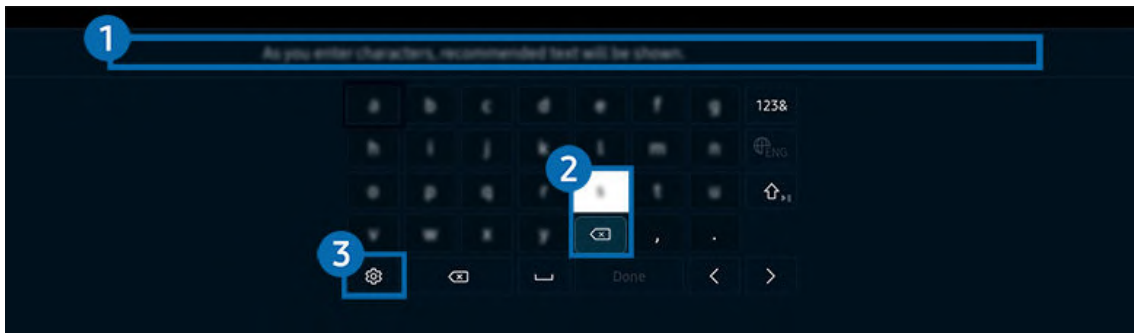 1
As you enter characters, recommended text will be shown.
a b c d e f g 123&
h i j k l m n ENG
2
o p q r s t u
v w x y , .
3
Done < >